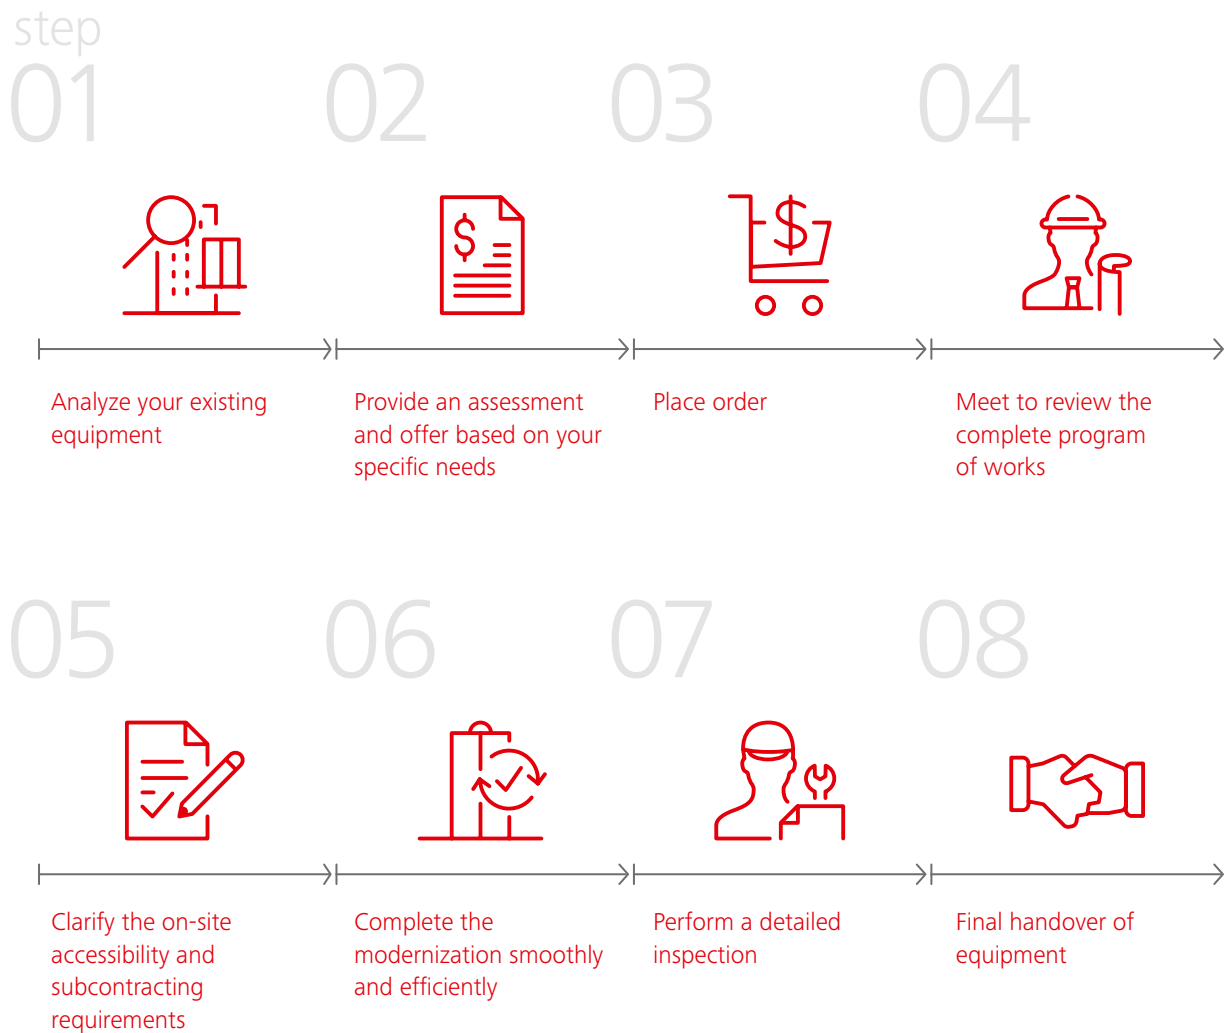 step
01
02
03
04
Analyze your existing
equipment
Provide an assessment
and offer based on your
specific needs
Place order
Meet to review the
complete program
of works
05
06
07
08
Clarify the on-site
accessibility and
subcontracting
requirements
Complete the
modernization smoothly
and efficiently
Perform a detailed
inspection
Final handover of
equipment